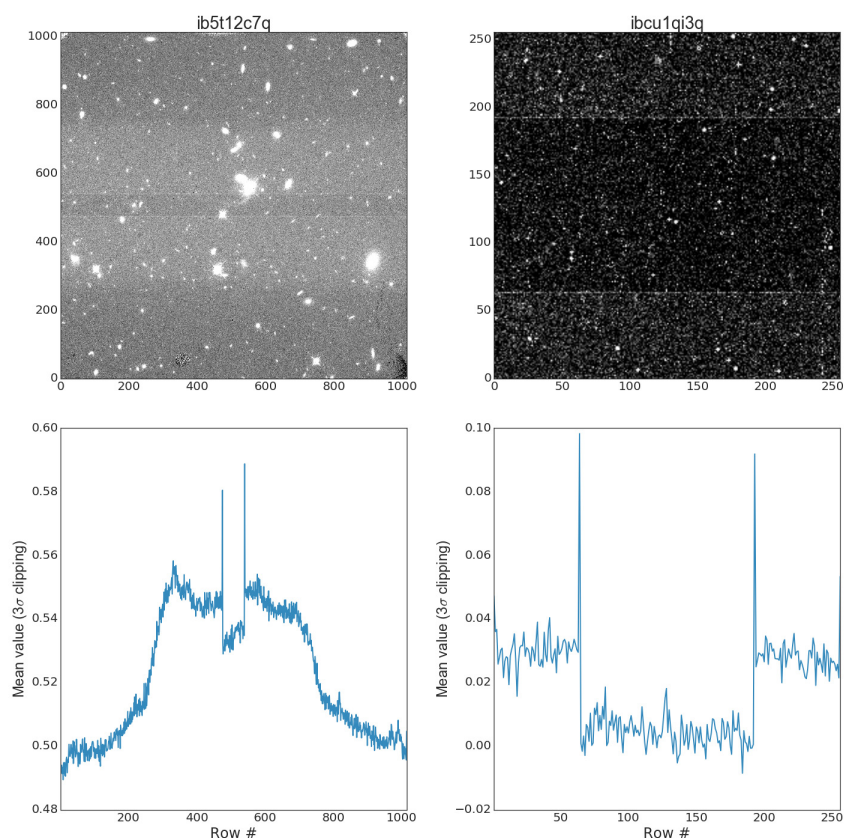 ib5t12c7q
1000
800
600
400
200
0
0 200 400 600 800 1000
ibcu1qi3q
250
200
150
100
50
0
0 50 100 150 200 250
0.60
0.58
0.56
0.54
0.52
0.50
0.48
Mean value (3σ clipping)
200 400 600 800 1000
Row #
0.10
0.08
0.06
0.04
0.02
0.00
−0.02
Mean value (3σ clipping)
50 100 150 200 250
Row #